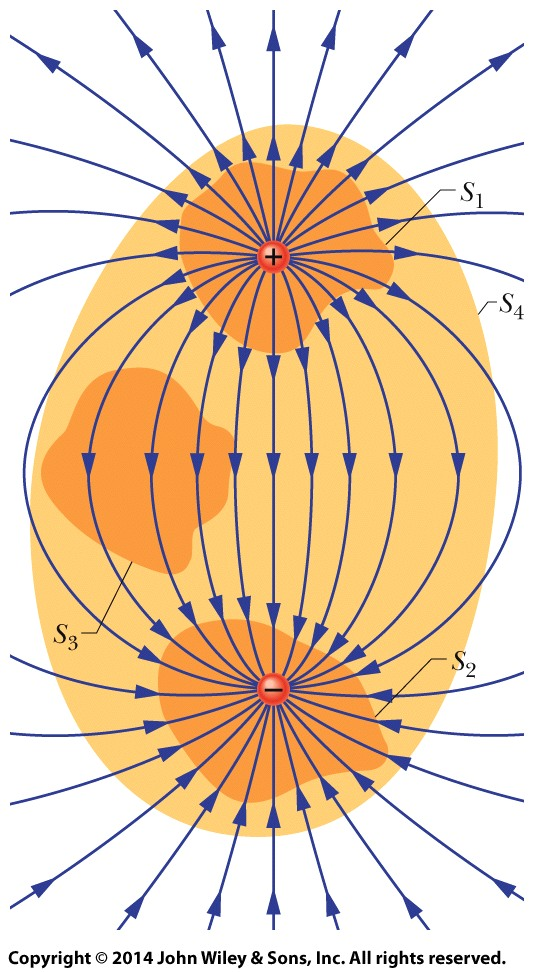 S₁
+
S₄
S₃
S₂
−
Copyright © 2014 John Wiley & Sons, Inc. All rights reserved.